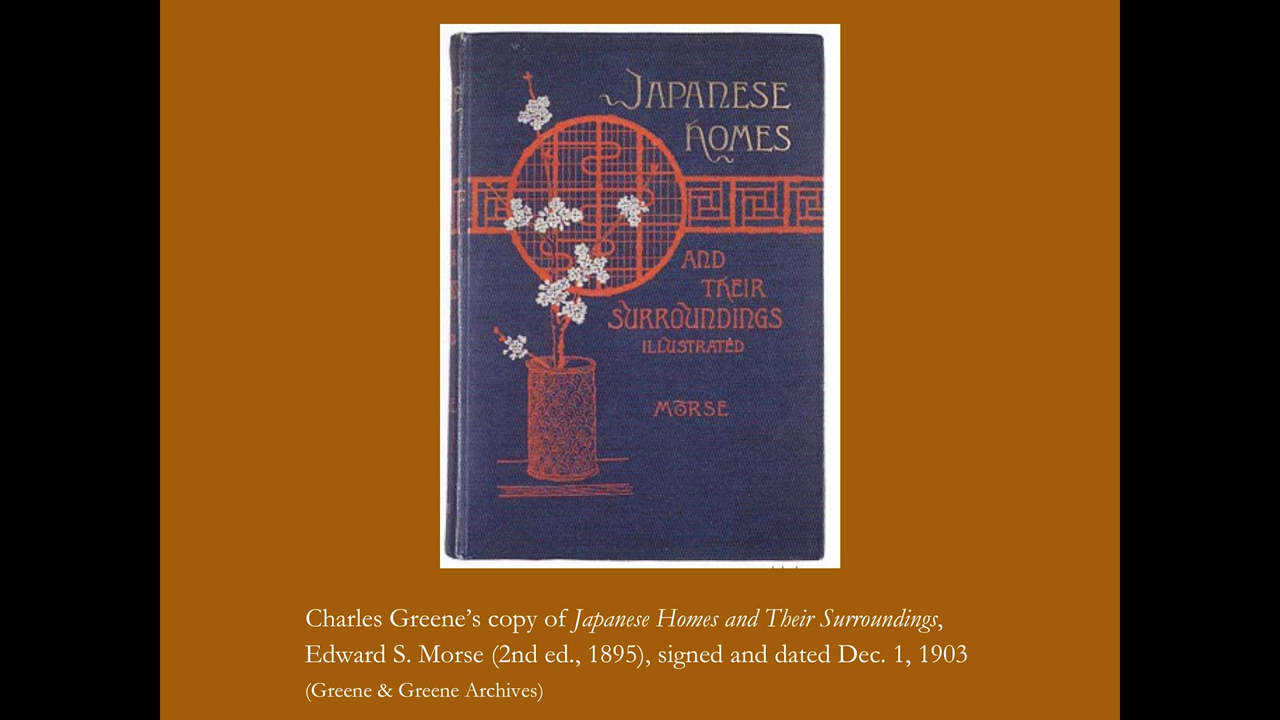 JAPANESE
HOMES
AND
THEIR
SURROUNDINGS
ILLUSTRATED
MORSE
Charles Greene’s copy of Japanese Homes and Their Surroundings,
Edward S. Morse (2nd ed., 1895), signed and dated Dec. 1, 1903
(Greene & Greene Archives)